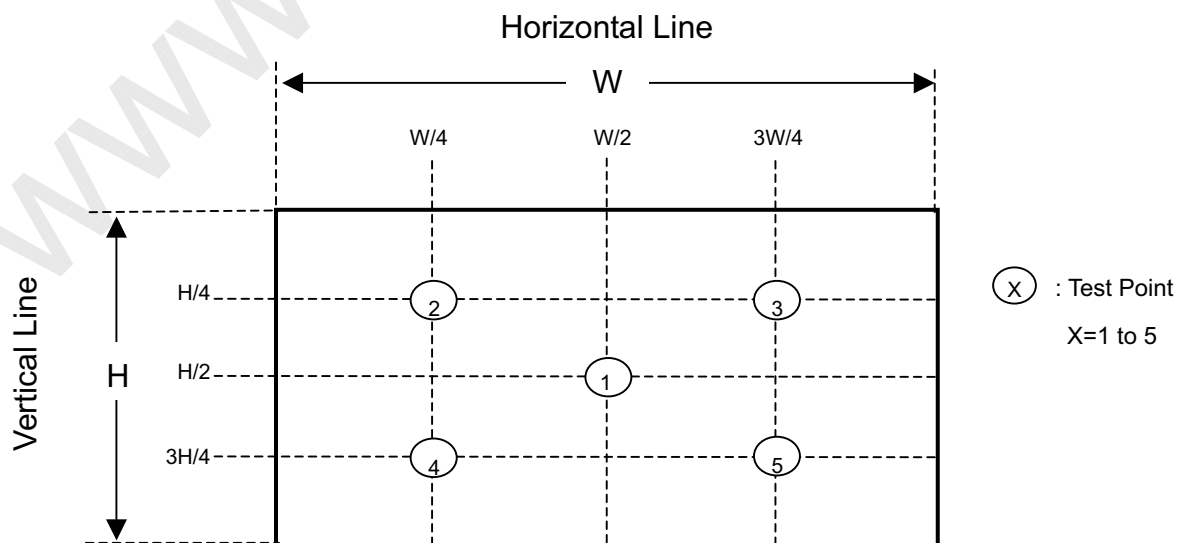 Horizontal Line
W
W/4 W/2 3W/4
H/4
2 3
X : Test Point
X=1 to 5
Vertical Line
H
H/2
1
3H/4
4 5
www